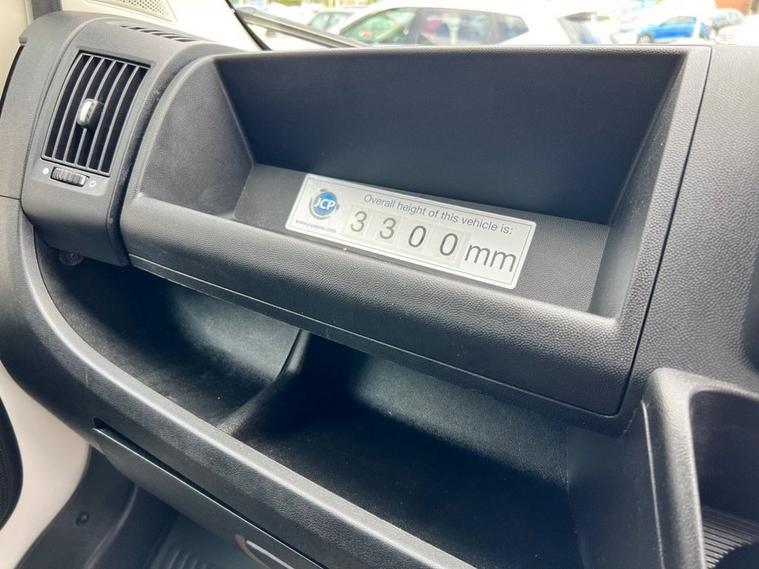 JCP
Overall height of this vehicle is:
3300mm